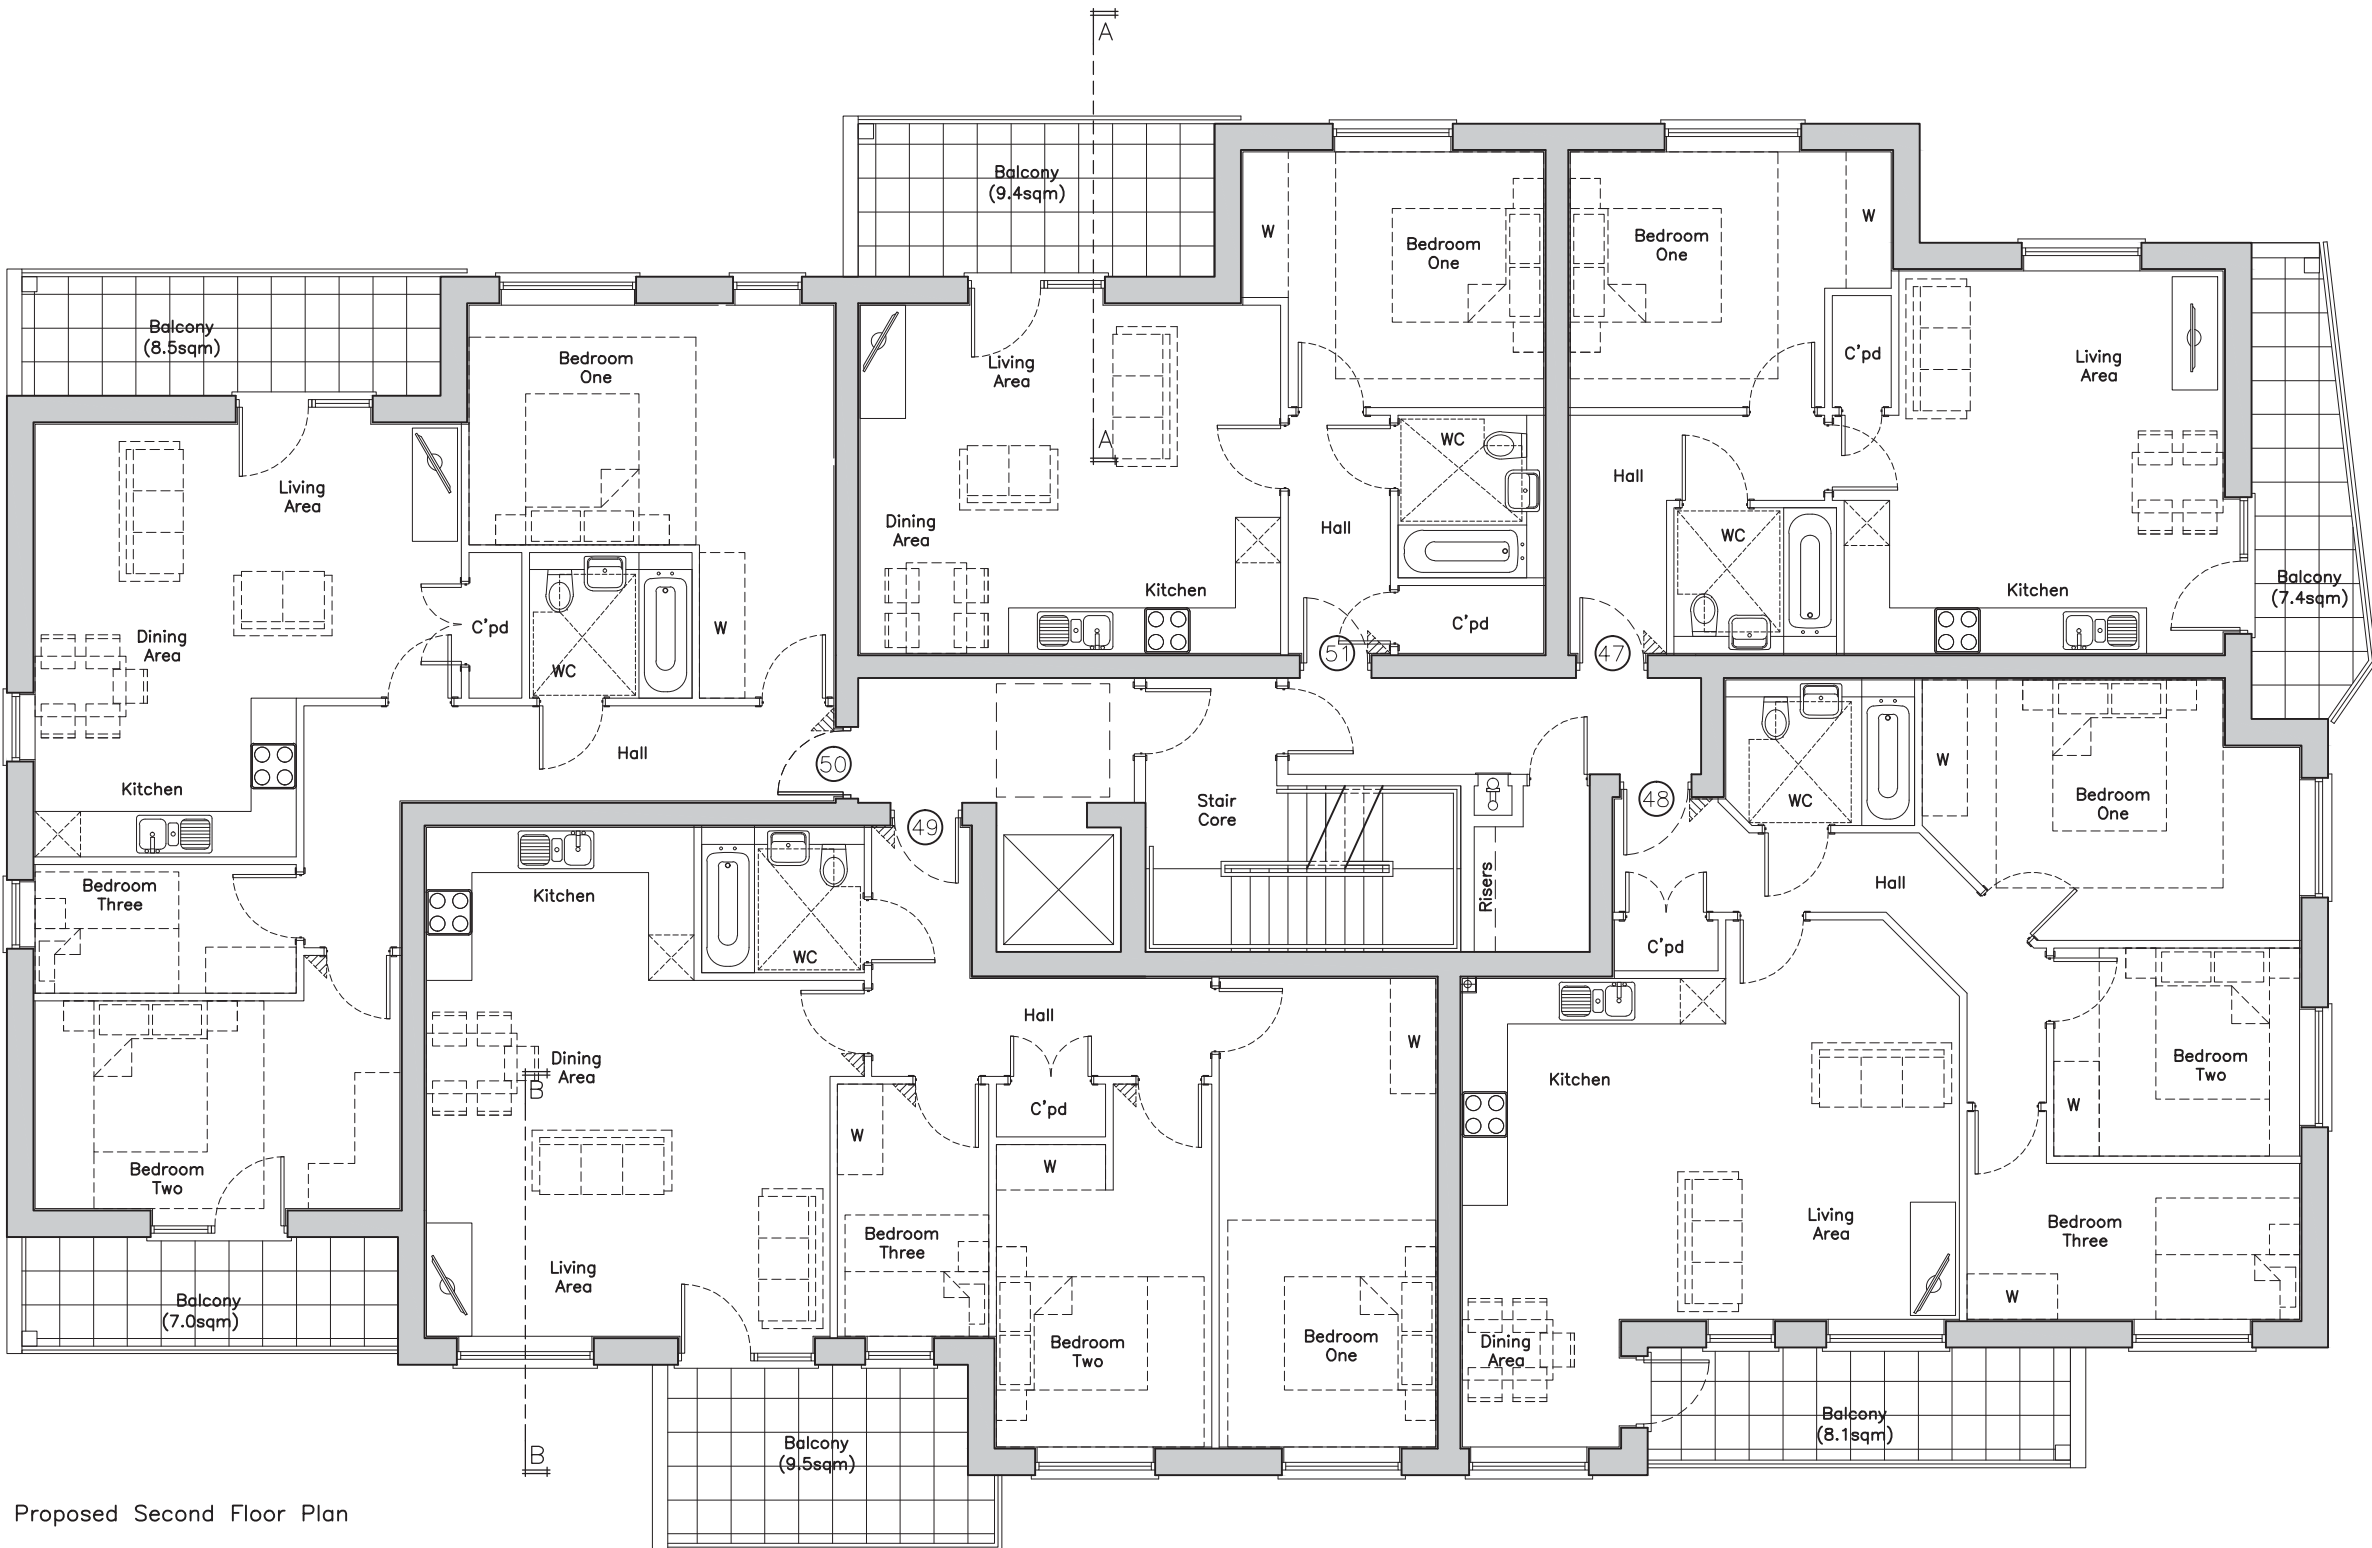 A
Balcony
(9.4sqm)
W
Bedroom
One
Bedroom
One
W
Balcony
(8.5sqm)
Bedroom
One
Living
Area
C'pd
Living
Area
A
WC
Living
Area
Hall
Dining
Area
Hall
WC
Kitchen
Kitchen
Balcony
(7.4sqm)
Dining
Area
C'pd
W
WC
C'pd
51
47
Kitchen
Hall
50
49
Stair
Core
48
WC
W
Bedroom
One
Bedroom
Three
Kitchen
WC
Risers
Hall
C'pd
Hall
W
Dining
Area
B
Kitchen
Bedroom
Two
C'pd
W
W
W
Bedroom
Two
Bedroom
Three
Living
Area
Living
Area
Bedroom
Three
W
Balcony
(7.0sqm)
Bedroom
Two
Bedroom
One
Dining
Area
Balcony
(9.5sqm)
Balcony
(8.1sqm)
B
Proposed Second Floor Plan